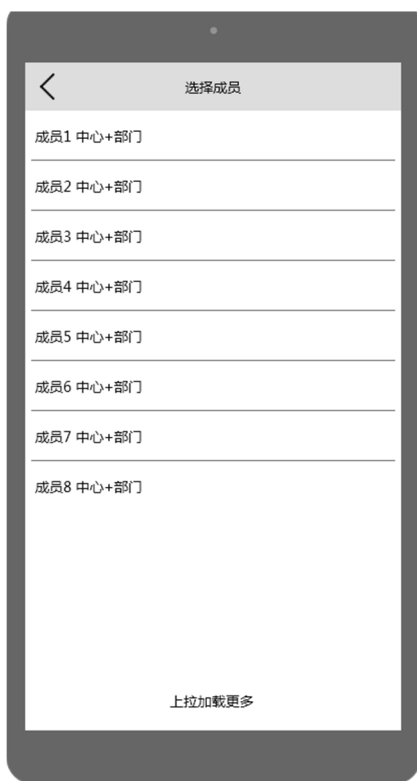 选择成员
成员1 中心+部门
成员2 中心+部门
成员3 中心+部门
成员4 中心+部门
成员5 中心+部门
成员6 中心+部门
成员7 中心+部门
成员8 中心+部门
上拉加载更多